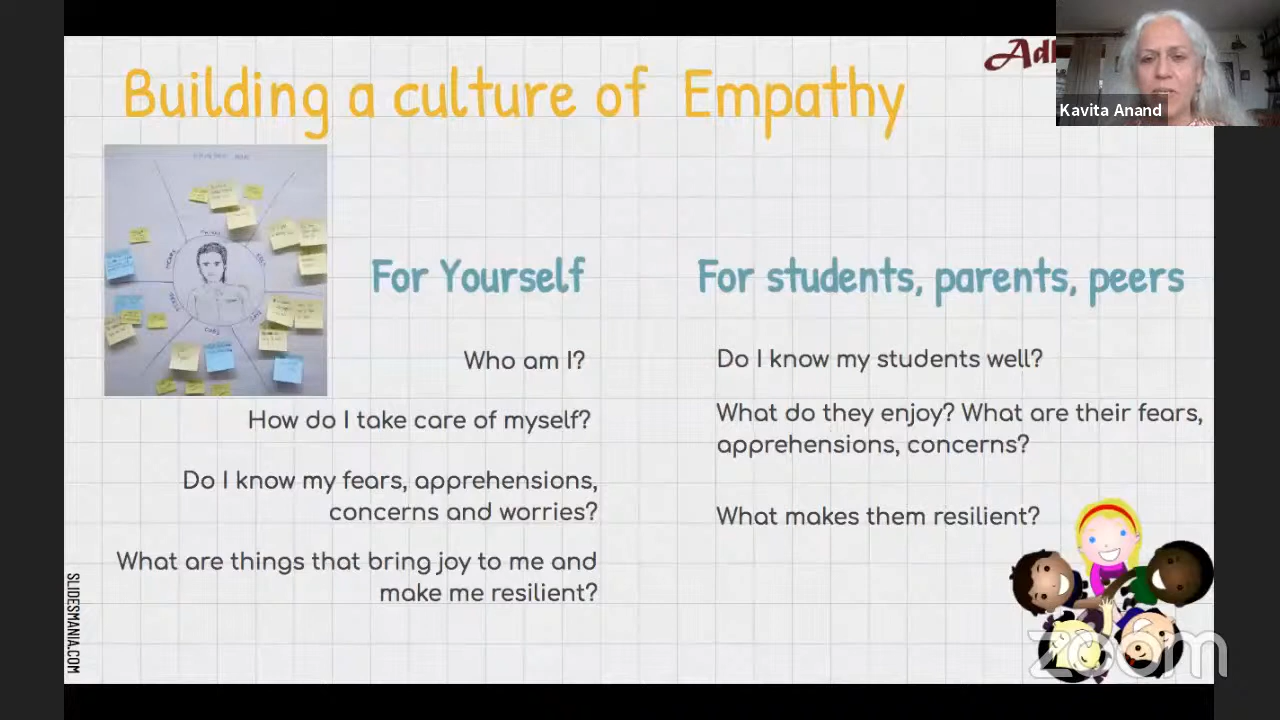 Building a culture of Empathy
Kavita Anand
For Yourself
Who am I?
How do I take care of myself?
Do I know my fears, apprehensions,
concerns and worries?
What are things that bring joy to me and
make me resilient?
For students, parents, peers
Do I know my students well?
What do they enjoy? What are their fears,
apprehensions, concerns?
What makes them resilient?
SLIDESMANIA.COM
zoom